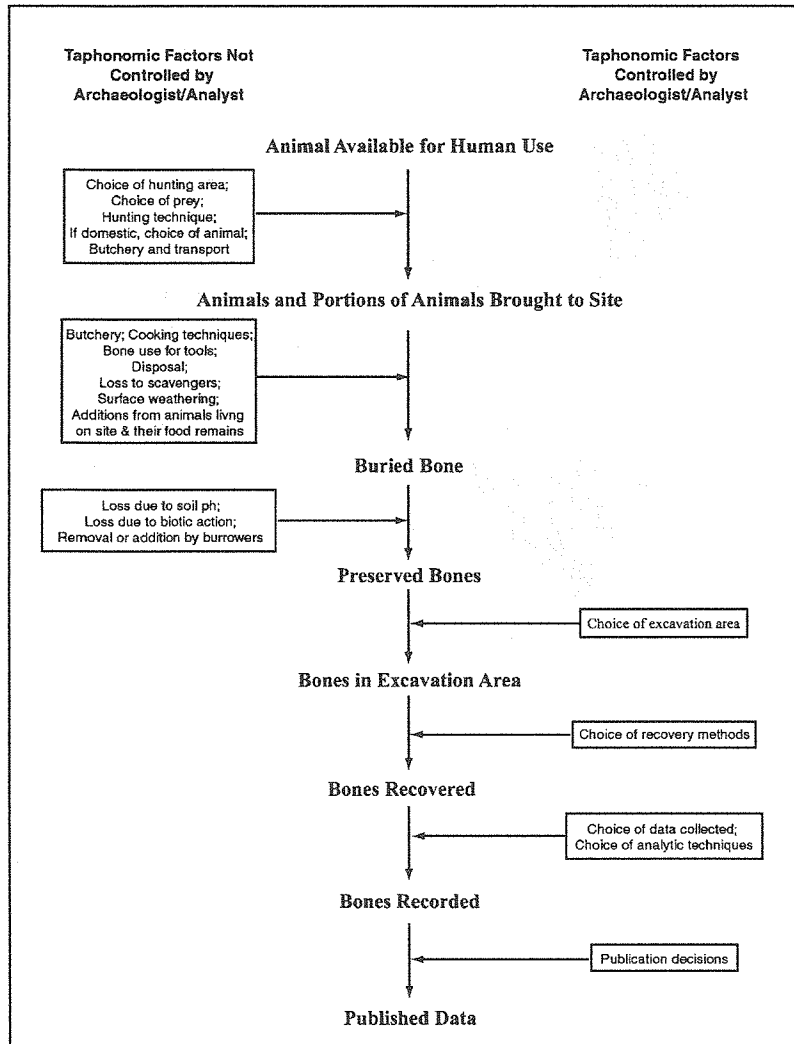 Taphonomic Factors Not
Controlled by
Archaeologist/Analyst
Taphonomic Factors
Controlled by
Archaeologist/Analyst
Animal Available for Human Use
Choice of hunting area;
Choice of prey;
Hunting technique;
If domestic, choice of animal;
Butchery and transport
Animals and Portions of Animals Brought to Site
Butchery; Cooking techniques;
Bone use for tools;
Disposal;
Loss to scavengers;
Surface weathering;
Additions from animals livng
on site & their food remains
Buried Bone
Loss due to soil ph;
Loss due to biotic action;
Removal or addition by burrowers
Preserved Bones
Choice of excavation area
Bones in Excavation Area
Choice of recovery methods
Bones Recovered
Choice of data collected;
Choice of analytic techniques
Bones Recorded
Publication decisions
Published Data